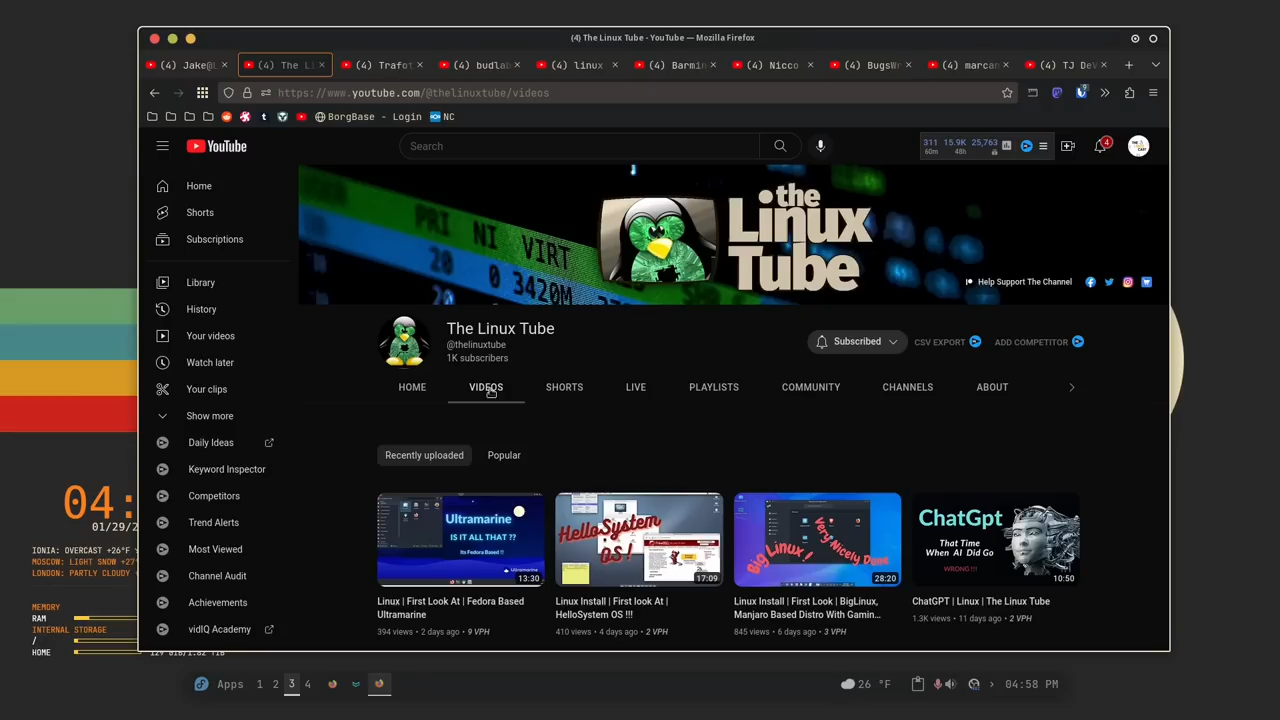 (4) The Linux Tube - YouTube — Mozilla Firefox
(4) Jake@L
(4) The Li
(4) Trafot
(4) budlab
(4) linux
(4) Barmin
(4) Nicco
(4) BugsWr
(4) marcan
(4) TJ DeV
https://www.youtube.com/@thelinuxtube/videos
BorgBase - Login
NC
YouTube
Search
311 15.9K 25,763
60m 48h
4
Home
Shorts
Subscriptions
Library
History
Your videos
Watch later
Your clips
Show more
Daily Ideas
Keyword Inspector
Competitors
Trend Alerts
Most Viewed
Channel Audit
Achievements
vidIQ Academy
PRI NI VIRT
20 0 3420M
20
the
Linux
Tube
Help Support The Channel
The Linux Tube
@thelinuxtube
1K subscribers
Subscribed
CSV EXPORT
ADD COMPETITOR
HOME
VIDEOS
SHORTS
LIVE
PLAYLISTS
COMMUNITY
CHANNELS
ABOUT
Recently uploaded
Popular
Ultramarine
IS IT ALL THAT ??
Its Fedora Based !!
13:30
Linux | First Look At | Fedora Based
Ultramarine
394 views • 2 days ago • 9 VPH
HelloSystem
OS !
17:09
Linux Install | First look At |
HelloSystem OS !!!
410 views • 4 days ago • 2 VPH
Big Linux!
Very Nicely Done
28:20
Linux Install | First Look | BigLinux,
Manjaro Based Distro With Gamin...
845 views • 6 days ago • 3 VPH
ChatGpt
That Time
When AI Did Go
WRONG !!!
10:50
ChatGPT | Linux | The Linux Tube
1.3K views • 11 days ago • 2 VPH
04:
01/29/2
IONIA: OVERCAST +26°F
MOSCOW: LIGHT SNOW +27°
LONDON: PARTLY CLOUDY +
MEMORY
RAM
INTERNAL STORAGE
/
HOME
Apps 1 2 3 4
26 °F
04:58 PM